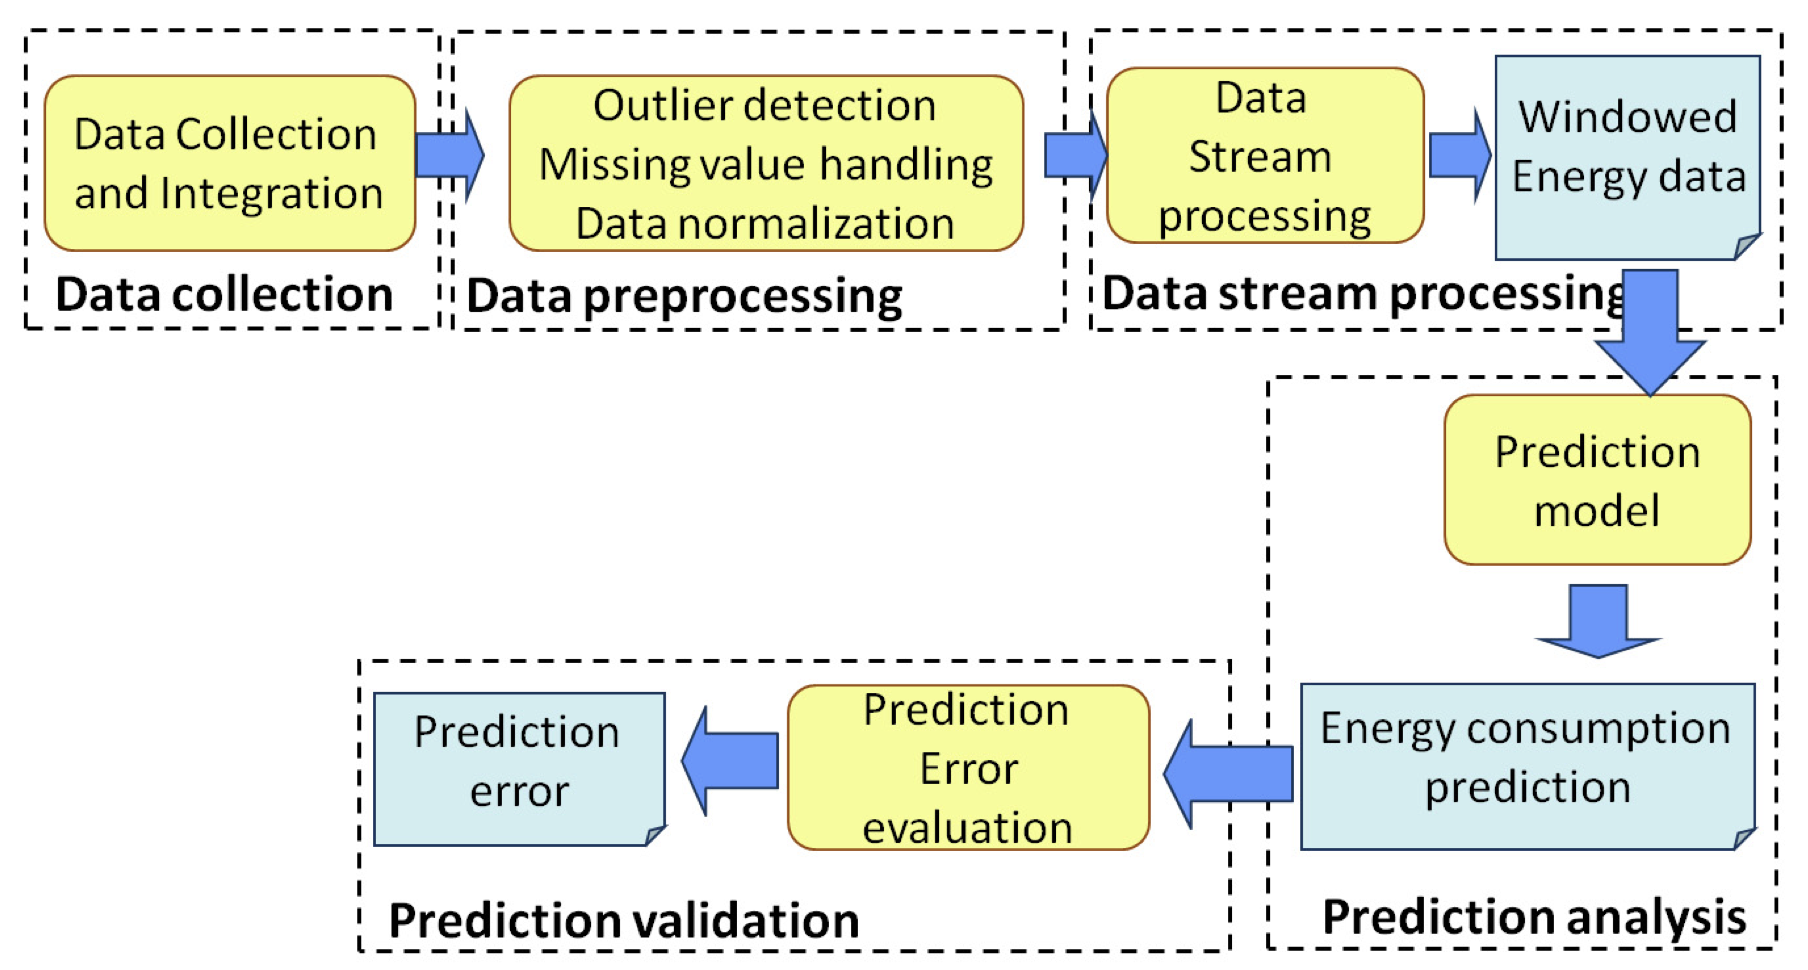 Data Collection
and Integration
Data collection
Outlier detection
Missing value handling
Data normalization
Data preprocessing
Data
Stream
processing
Windowed
Energy data
Data stream processing
Prediction
model
Energy consumption
prediction
Prediction analysis
Prediction
Error
evaluation
Prediction
error
Prediction validation